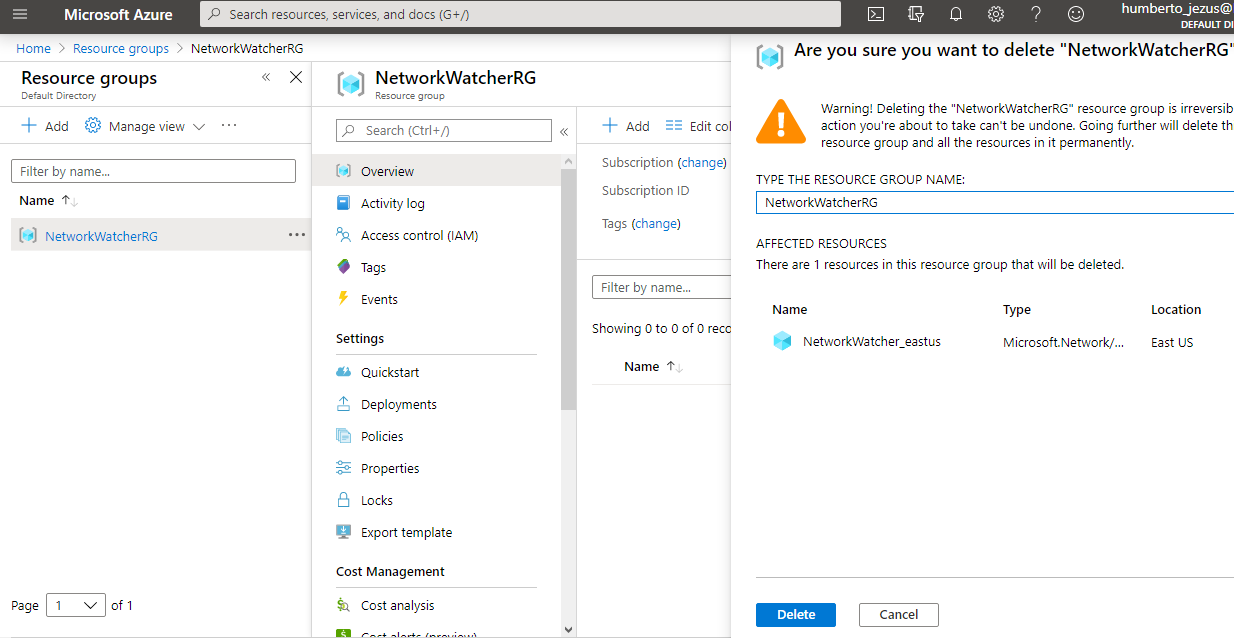 Microsoft Azure
Search resources, services, and docs (G+/)
humberto_jezus@
DEFAULT DI
Home > Resource groups > NetworkWatcherRG
Resource groups
Default Directory
Add Manage view ...
Filter by name...
Name
NetworkWatcherRG ...
Page 1 of 1
NetworkWatcherRG
Resource group
Search (Ctrl+/)
Overview
Activity log
Access control (IAM)
Tags
Events
Settings
Quickstart
Deployments
Policies
Properties
Locks
Export template
Cost Management
Cost analysis
Cost alerts (preview)
Add Edit col
Subscription (change)
Subscription ID
Tags (change)
Filter by name...
Showing 0 to 0 of 0 reco
Name
Are you sure you want to delete "NetworkWatcherRG"
Warning! Deleting the "NetworkWatcherRG" resource group is irreversib
action you're about to take can't be undone. Going further will delete th
resource group and all the resources in it permanently.
TYPE THE RESOURCE GROUP NAME:
NetworkWatcherRG
AFFECTED RESOURCES
There are 1 resources in this resource group that will be deleted.
Name Type Location
NetworkWatcher_eastus Microsoft.Network/... East US
Delete Cancel